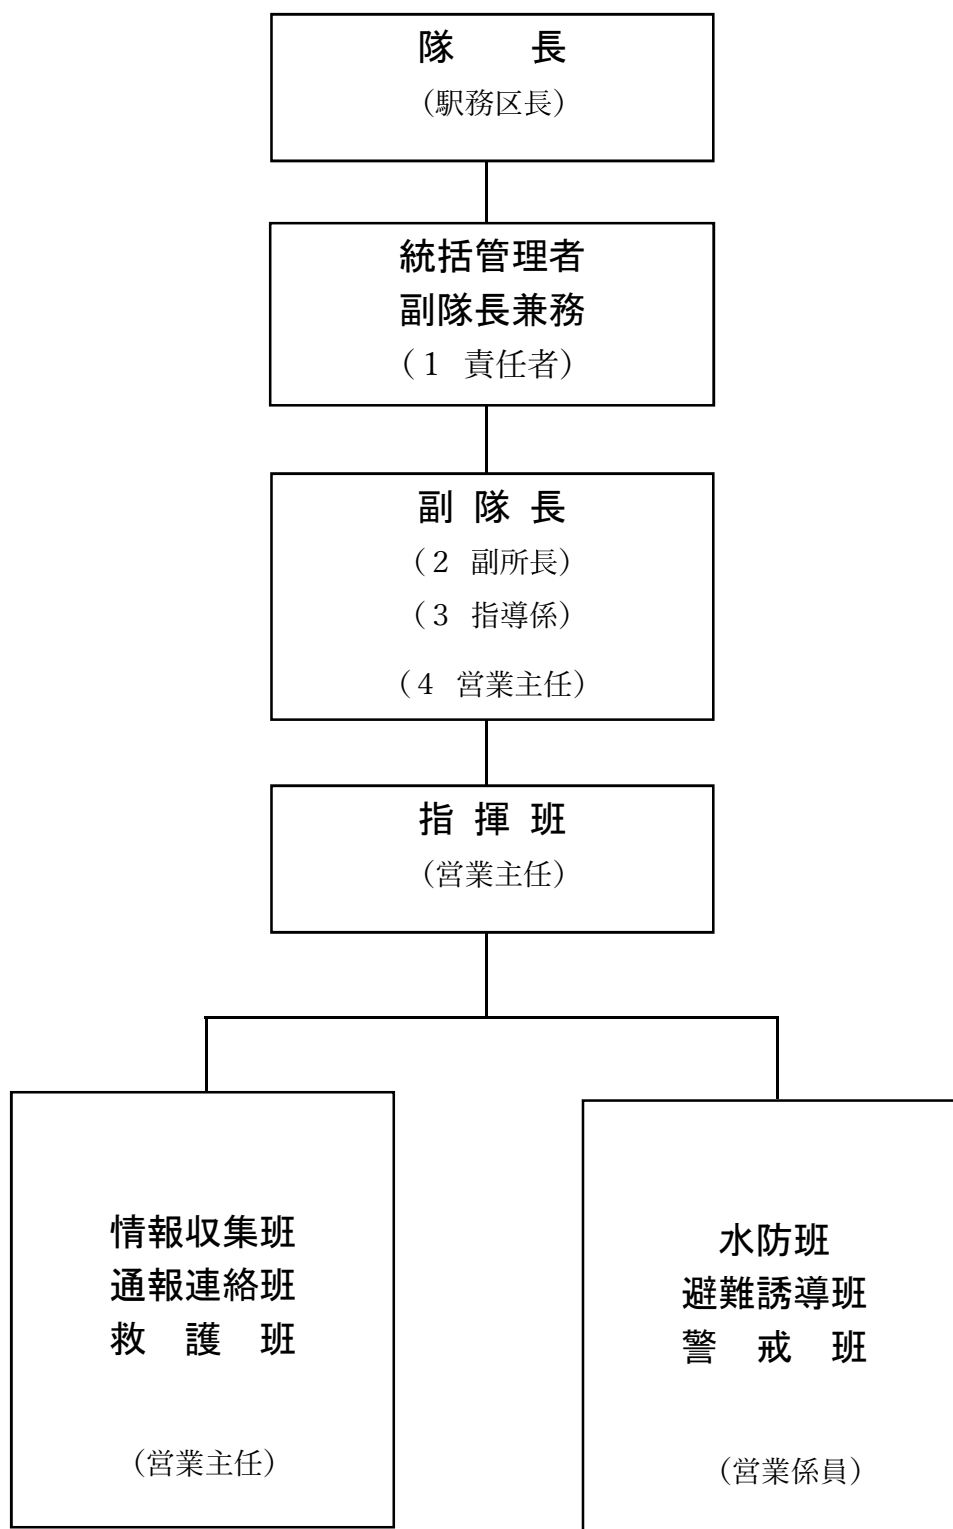 隊　　長
（駅務区長）
統括管理者
副隊長兼務
（１　責任者）
副 隊 長
（２　副所長）
（３　指導係）
（４　営業主任）
指 揮 班
（営業主任）
情報収集班
通報連絡班
救　護　班
（営業主任）
水防班
避難誘導班
警　戒　班
（営業係員）